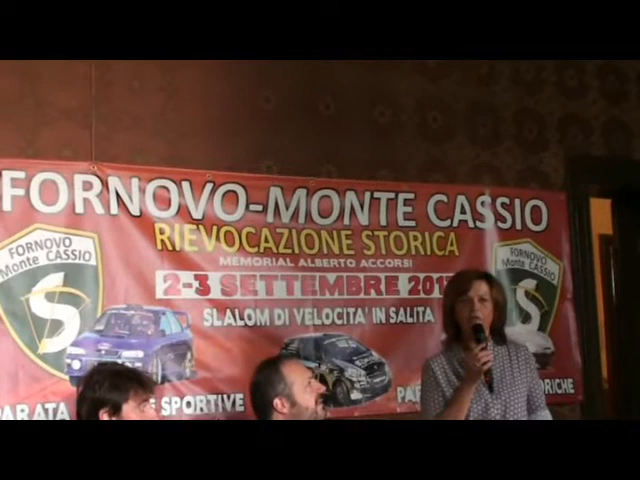 FORNOVO-MONTE CASSIO
RIEVOCAZIONE STORICA
MEMORIAL ALBERTO ACCORSI
2-3 SETTEMBRE
SLALOM DI VELOCITA' IN SALITA
FORNOVO
Monte CASSIO
S
FORNOVO
Monte CASSIO
S
PARATA
SPORTIVE